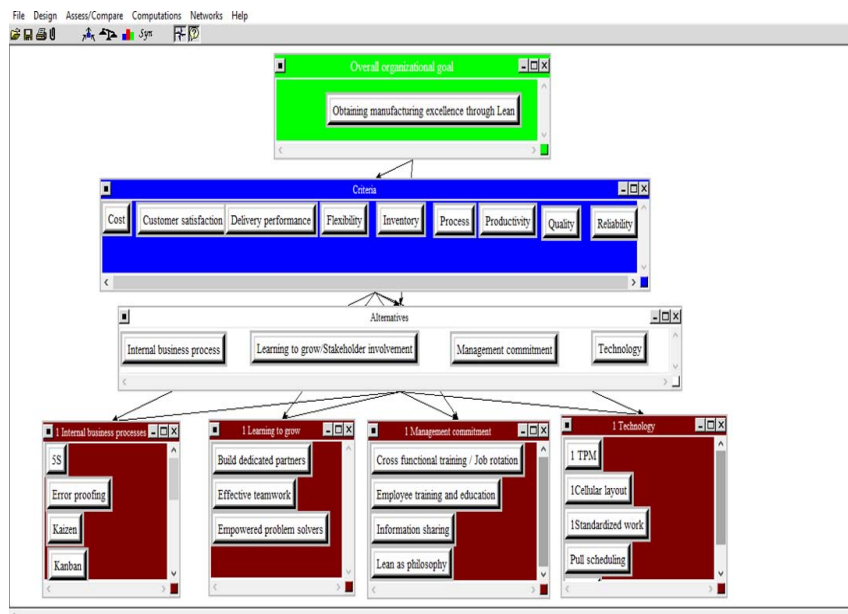 File Design Assess/Compare Computations Networks Help
Syn
Overall organizational goal
Obtaining manufacturing excellence through Lean
Criteria
Cost Customer satisfaction Delivery performance Flexibility Inventory Process Productivity Quality Reliability
Alternatives
Internal business process Learning to grow/Stakeholder involvement Management commitment Technology
1 Internal business processes
5S
Error proofing
Kaizen
Kanban
1 Learning to grow
Build dedicated partners
Effective teamwork
Empowered problem solvers
1 Management commitment
Cross functional training / Job rotation
Employee training and education
Information sharing
Lean as philosophy
1 Technology
1 TPM
1Cellular layout
1Standardized work
Pull scheduling